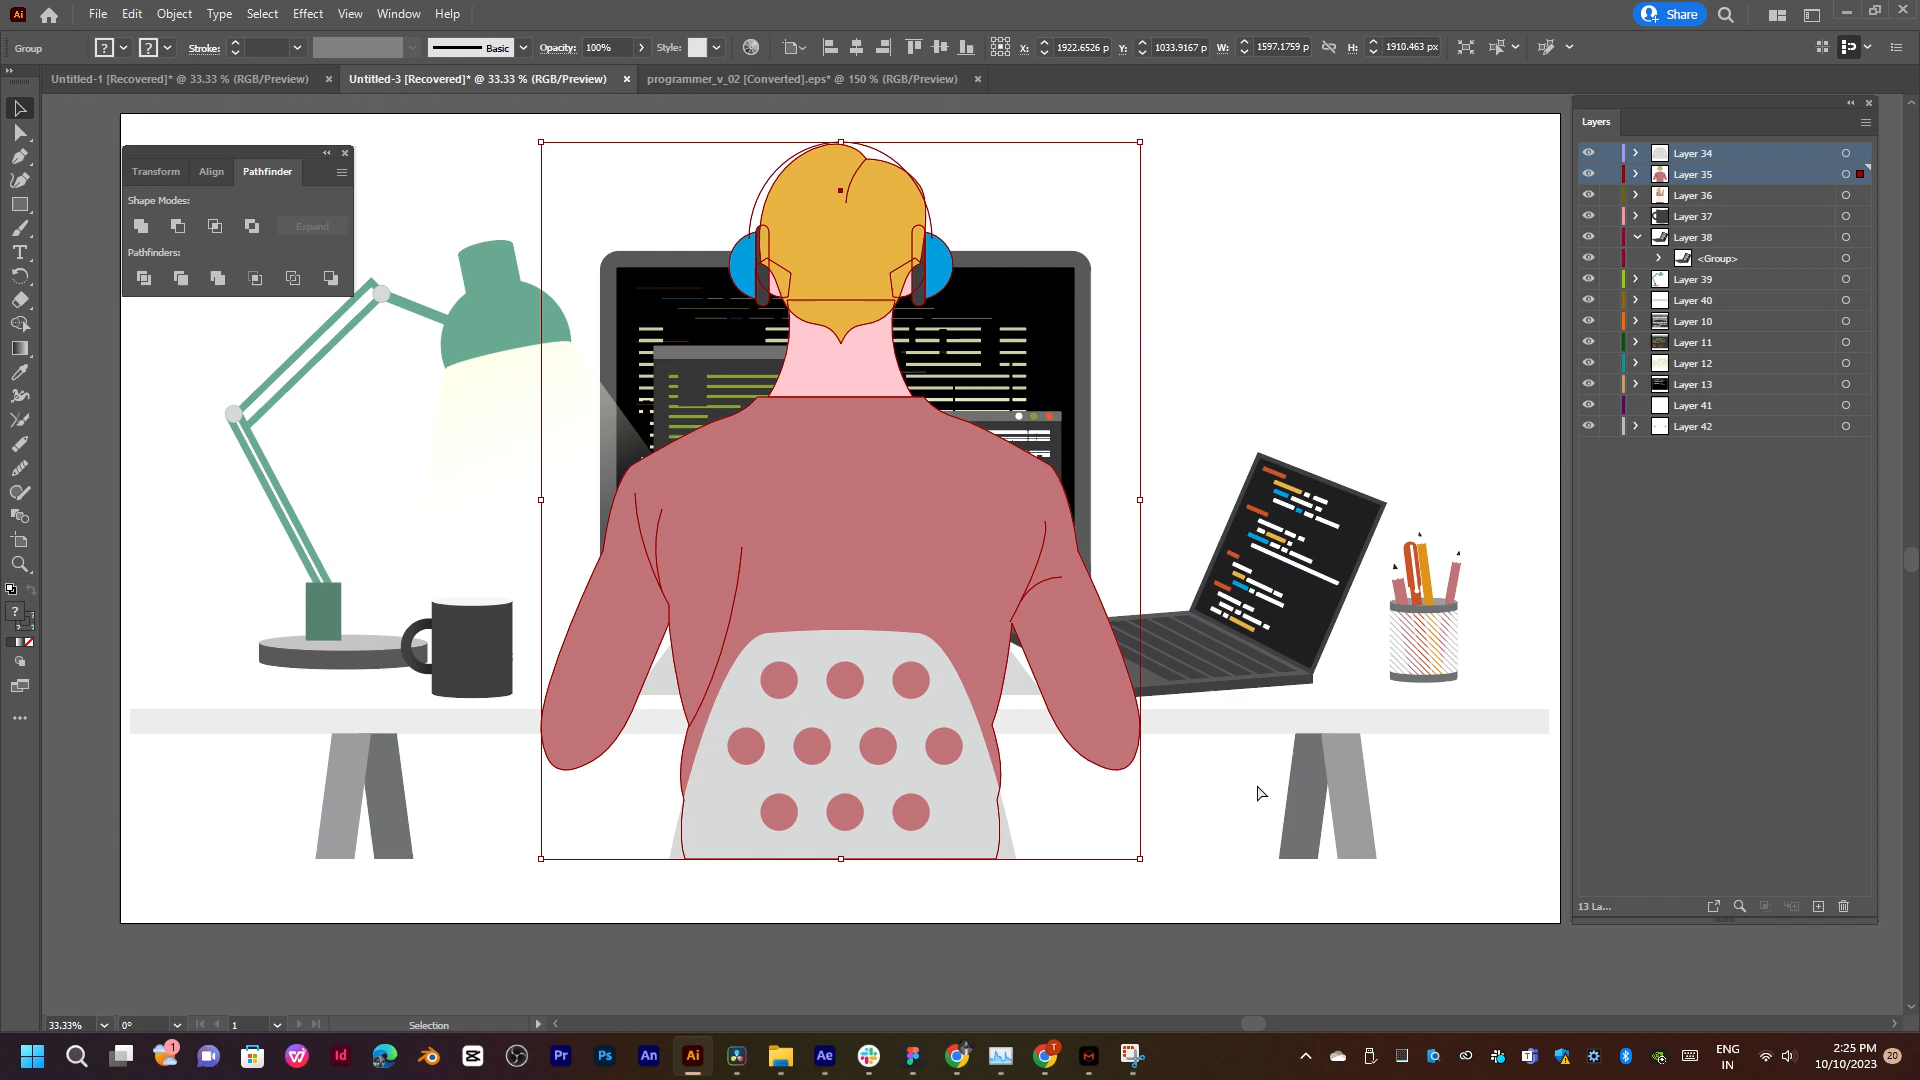 Ai File Edit Object Type Select Effect View Window Help Share
Group ? ? Stroke: Basic Opacity: 100% Style: X: 1922.6526 p Y: 1033.9167 p W: 1597.1759 p H: 1910.463 px
Untitled-1 [Recovered]* @ 33.33 % (RGB/Preview) Untitled-3 [Recovered]* @ 33.33 % (RGB/Preview) programmer_v_02 [Converted].eps* @ 150 % (RGB/Preview)
Transform Align Pathfinder
Shape Modes:
Expand
Pathfinders:
Layers
Layer 34
Layer 35
Layer 36
Layer 37
Layer 38
<Group>
Layer 39
Layer 40
Layer 10
Layer 11
Layer 12
Layer 13
Layer 41
Layer 42
13 La...
?
33.33% 0° 1 Selection
1 Id Pr Ps An Ai Ae T
ENG
IN
2:25 PM
10/10/2023
20